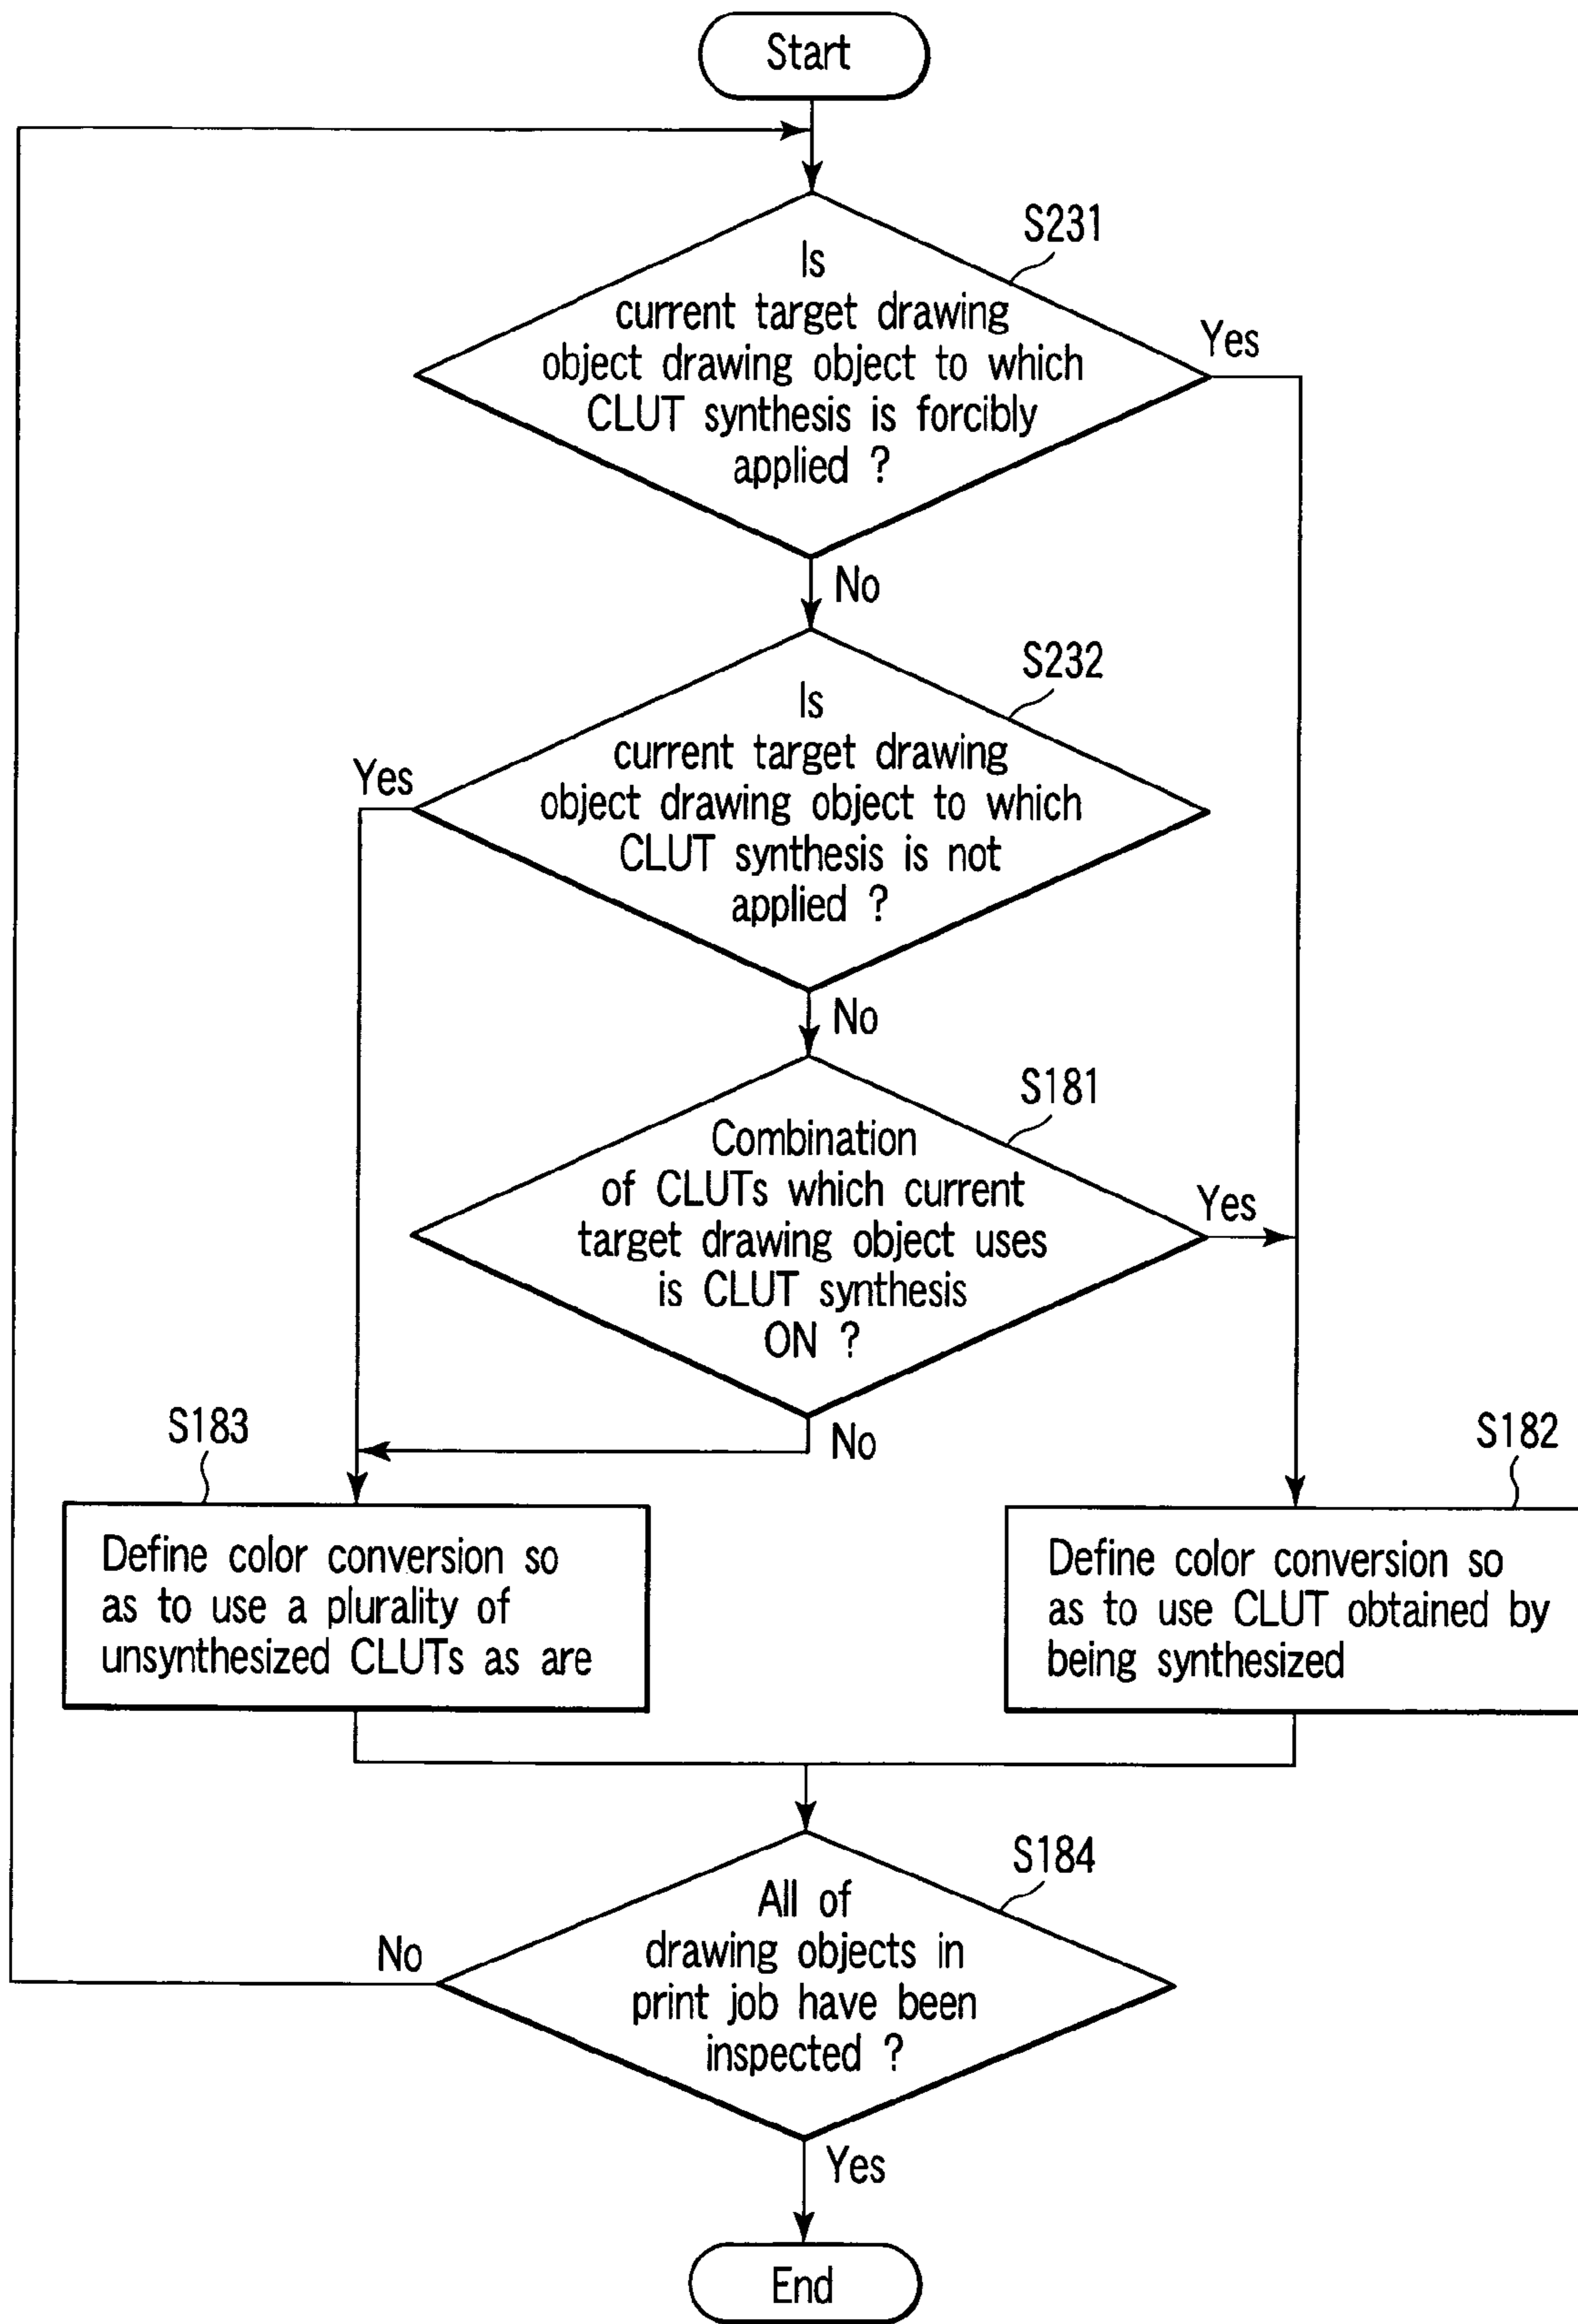 Start
S231
Is
current target drawing
object drawing object to which
CLUT synthesis is forcibly
applied ?
Yes
No
S232
Is
current target drawing
object drawing object to which
CLUT synthesis is not
applied ?
Yes
No
S181
Combination
of CLUTs which current
target drawing object uses
is CLUT synthesis
ON ?
Yes
No
S183
Define color conversion so
as to use a plurality of
unsynthesized CLUTs as are
S182
Define color conversion so
as to use CLUT obtained by
being synthesized
S184
All of
drawing objects in
print job have been
inspected ?
No
Yes
End